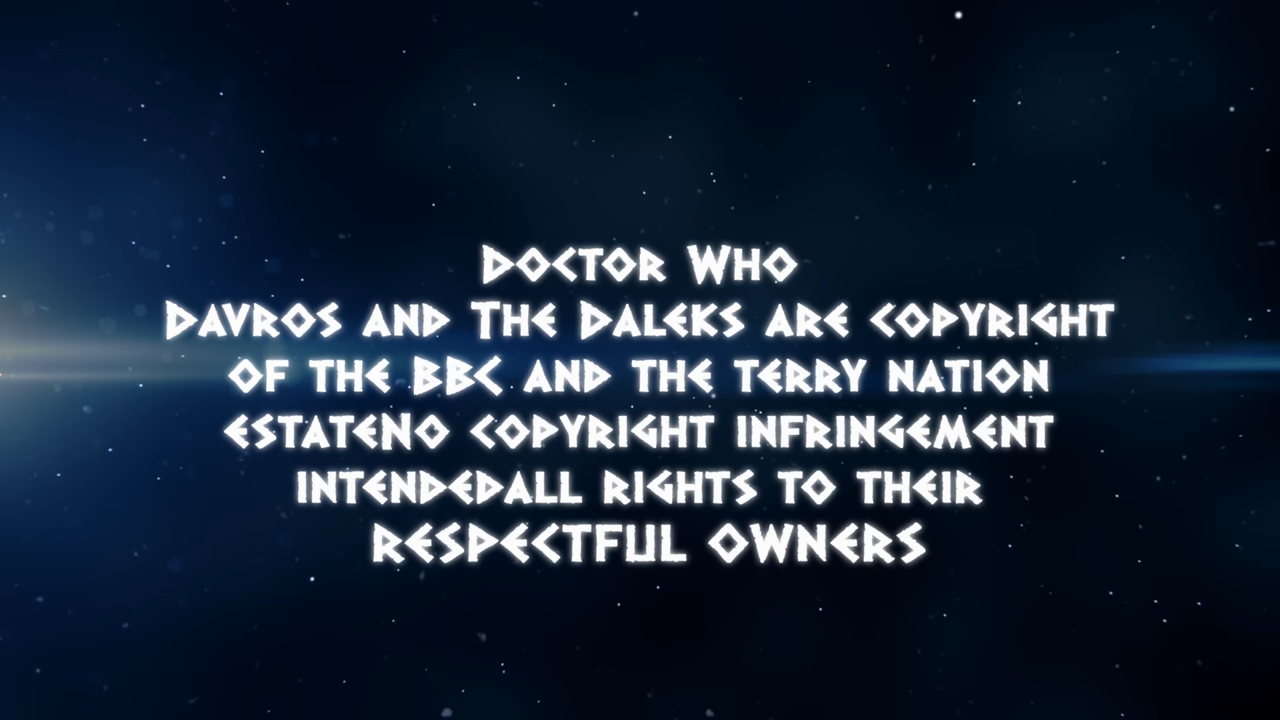 Doctor Who
Davros and The Daleks are copyright
of the BBC and the terry nation
estateNo copyright infringement
intendedall rights to their
respectful owners